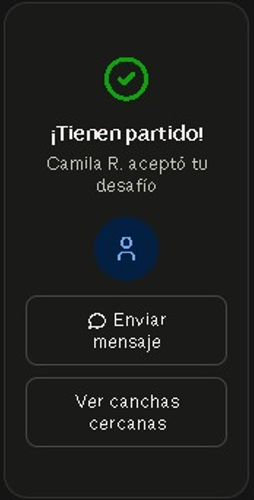 ¡Tienen partido!
Camila R. aceptó tu
desafío
Enviar
mensaje
Ver canchas
cercanas